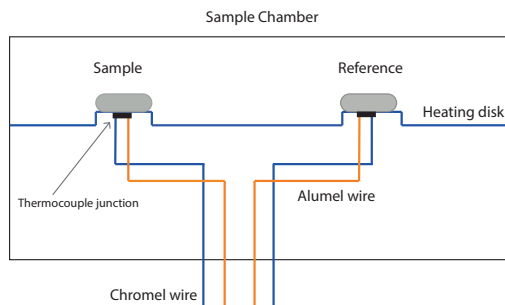 Sample Chamber
Sample
Reference
Heating disk
Thermocouple junction
Alumel wire
Chromel wire